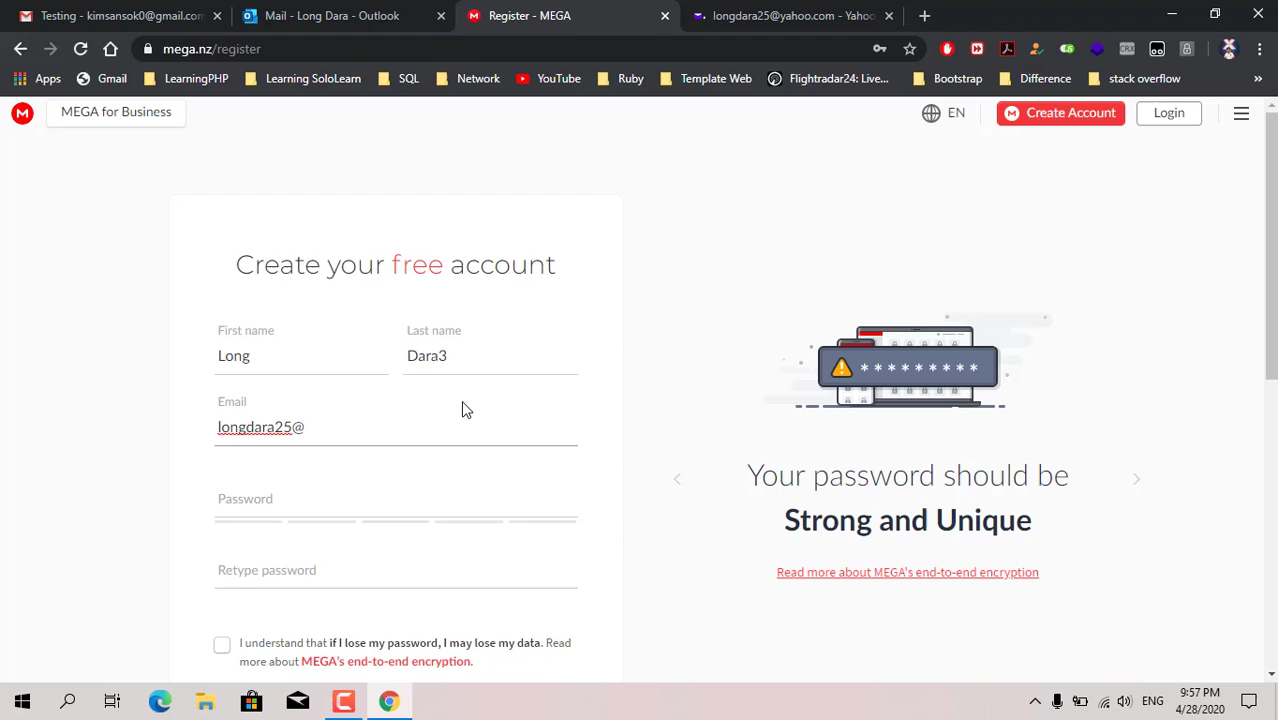 Testing - kimsansok0@gmail.com
Mail - Long Dara - Outlook
Register - MEGA
ngdara25@yahoo.com - Yahoo
mega.nz/register
Apps
Gmail
LearningPHP
Learning SoloLearn
SQL
Network
YouTube
Ruby
Template Web
Flightradar24: Live...
Bootstrap
Difference
stack overflow
»
M
MEGA for Business
EN
Create Account
Login
Create your free account
First name
Last name
Long
Dara3
Email
longdara25@
Password
Retype password
I understand that if I lose my password, I may lose my data. Read
more about MEGA's end-to-end encryption.
* * * * * * * * *
Your password should be
Strong and Unique
Read more about MEGA's end-to-end encryption
ENG
9:57 PM
4/28/2020